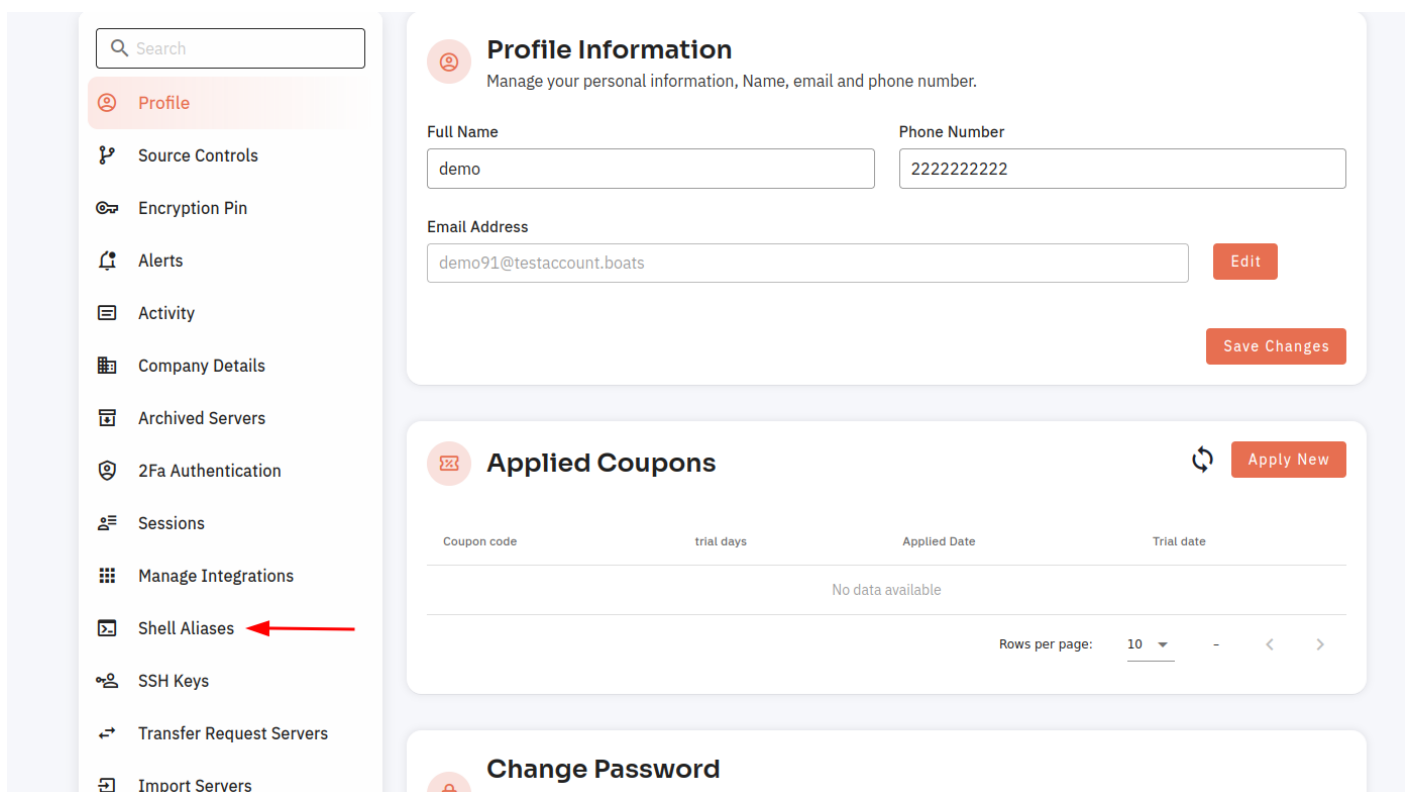 Search
Profile
Source Controls
Encryption Pin
Alerts
Activity
Company Details
Archived Servers
2Fa Authentication
Sessions
Manage Integrations
Shell Aliases
SSH Keys
Transfer Request Servers
Import Servers
Profile Information
Manage your personal information, Name, email and phone number.
Full Name
Phone Number
demo
2222222222
Email Address
demo91@testaccount.boats
Edit
Save Changes
Applied Coupons
Apply New
Coupon code trial days Applied Date Trial date
No data available
Rows per page: 10 -
Change Password